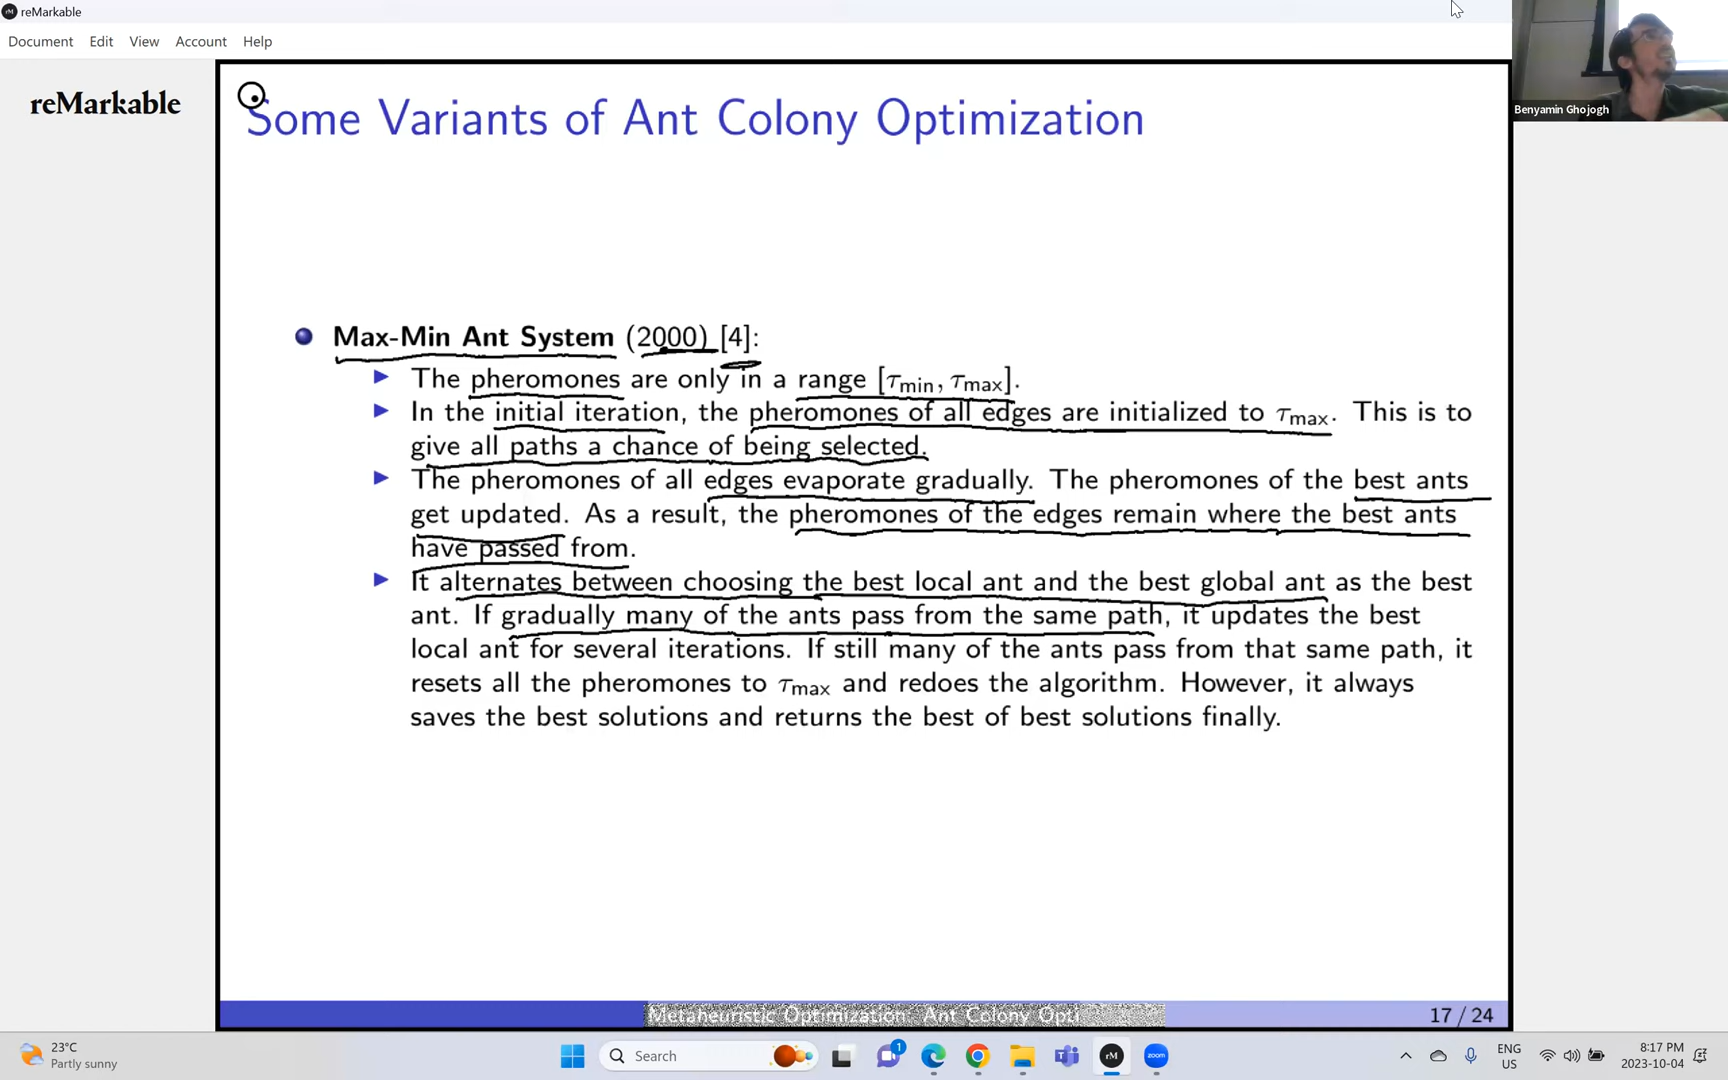 reMarkable
Document Edit View Account Help
reMarkable
Benyamin Ghojogh
Some Variants of Ant Colony Optimization
Max-Min Ant System (2000) [4]:
The pheromones are only in a range [τmin, τmax].
In the initial iteration, the pheromones of all edges are initialized to τmax. This is to
give all paths a chance of being selected.
The pheromones of all edges evaporate gradually. The pheromones of the best ants
get updated. As a result, the pheromones of the edges remain where the best ants
have passed from.
It alternates between choosing the best local ant and the best global ant as the best
ant. If gradually many of the ants pass from the same path, it updates the best
local ant for several iterations. If still many of the ants pass from that same path, it
resets all the pheromones to τmax and redoes the algorithm. However, it always
saves the best solutions and returns the best of best solutions finally.
Metaheuristic Optimization: Ant Colony Opti
17 / 24
23°C
Partly sunny
Search
1
rM
zoom
ENG
US
8:17 PM
2023-10-04